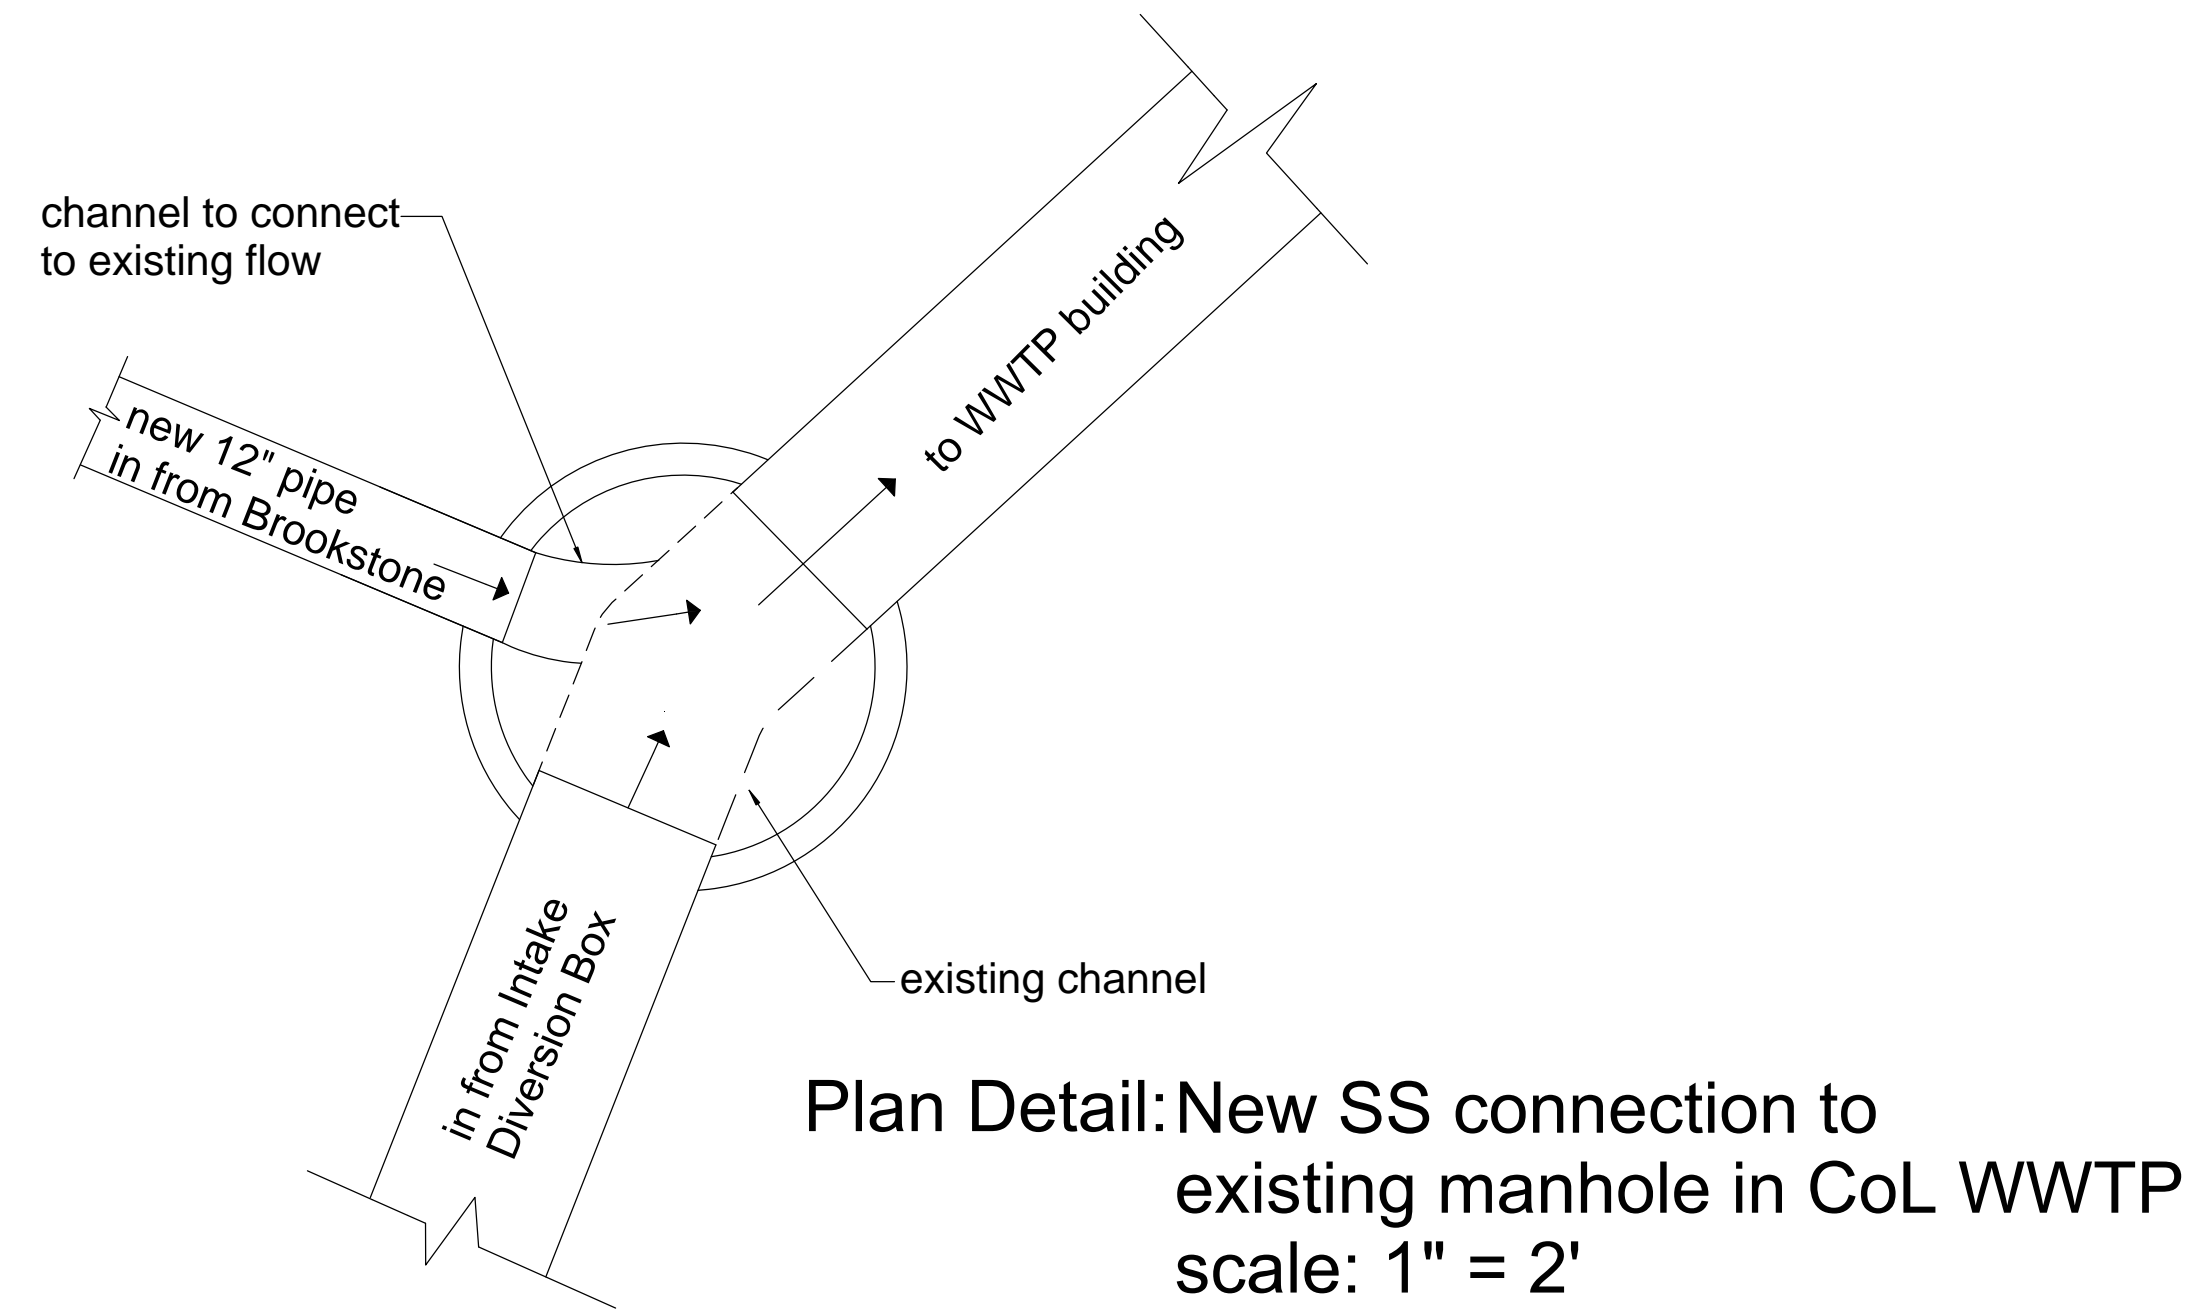 channel to connect
to existing flow
new 12" pipe
in from Brookstone
to WWTP building
in from Intake
Diversion Box
existing channel
Plan Detail: New SS connection to
existing manhole in CoL WWTP
scale: 1" = 2'